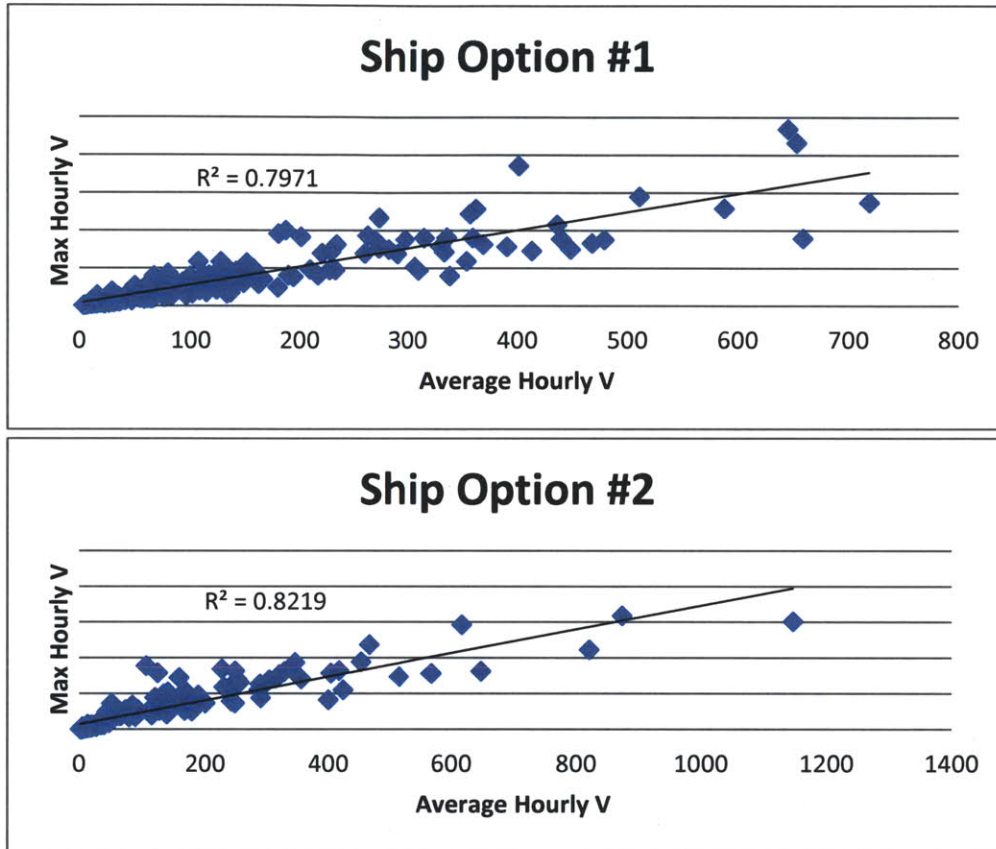 Ship Option #1
Max Hourly V
R² = 0.7971
0 100 200 300 400 500 600 700 800
Average Hourly V
Ship Option #2
Max Hourly V
R² = 0.8219
0 200 400 600 800 1000 1200 1400
Average Hourly V